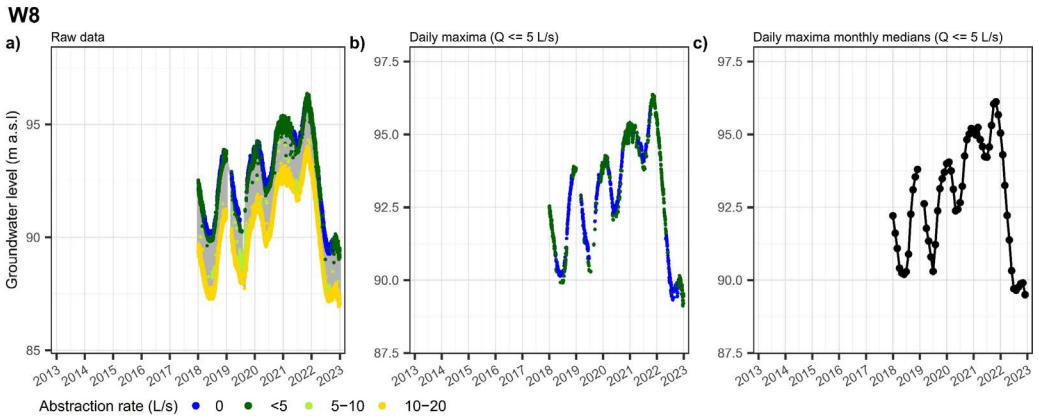 W8
a) Raw data
b) Daily maxima (Q <= 5 L/s)
c) Daily maxima monthly medians (Q <= 5 L/s)
Groundwater level (m a.s.l)
95
90
85
2013 2014 2015 2016 2017 2018 2019 2020 2021 2022 2023
97.5
95.0
92.5
90.0
87.5
2013 2014 2015 2016 2017 2018 2019 2020 2021 2022 2023
97.5
95.0
92.5
90.0
87.5
2013 2014 2015 2016 2017 2018 2019 2020 2021 2022 2023
Abstraction rate (L/s) 0 <5 5−10 10−20